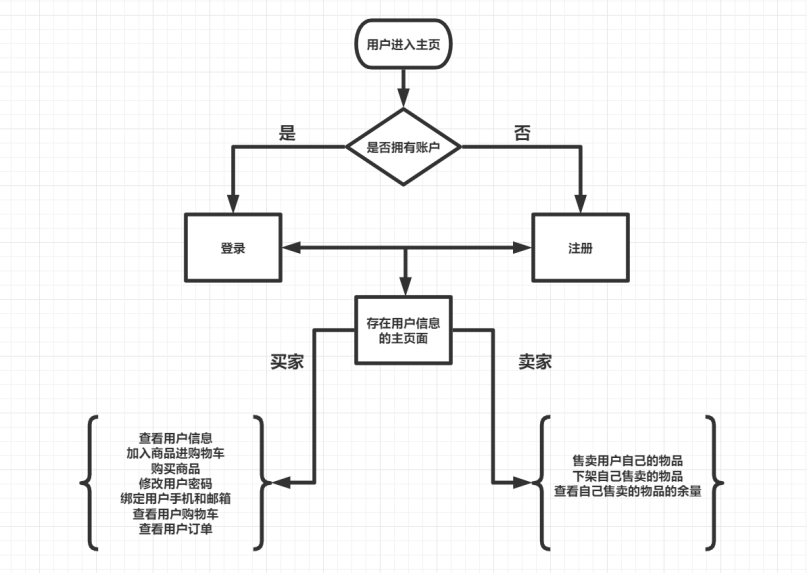 用户进入主页
是否拥有账户
是
否
登录
注册
存在用户信息
的主页面
买家
卖家
查看用户信息
加入商品进购物车
购买商品
修改用户密码
绑定用户手机和邮箱
查看用户购物车
查看用户订单
售卖用户自己的物品
下架自己售卖的物品
查看自己售卖的物品的余量